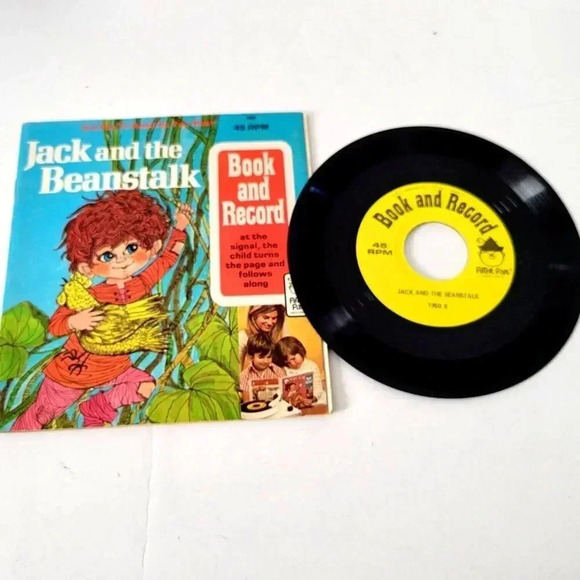 45 RPM
Jack and the
Beanstalk
Book
and
Record
at the
signal, the
child turns
the page and
follows
along
Book and Record
45
RPM
Peter Pan
JACK AND THE BEANSTALK